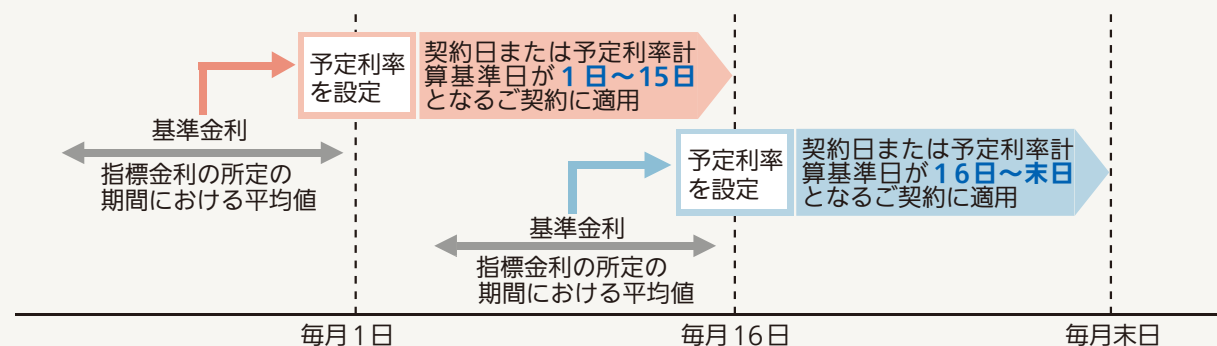 予定利率
を設定
契約日または予定利率計
算基準日が1日～15日
となるご契約に適用
基準金利
指標金利の所定の
期間における平均値
予定利率
を設定
契約日または予定利率計
算基準日が16日～末日
となるご契約に適用
基準金利
指標金利の所定の
期間における平均値
毎月1日
毎月16日
毎月末日